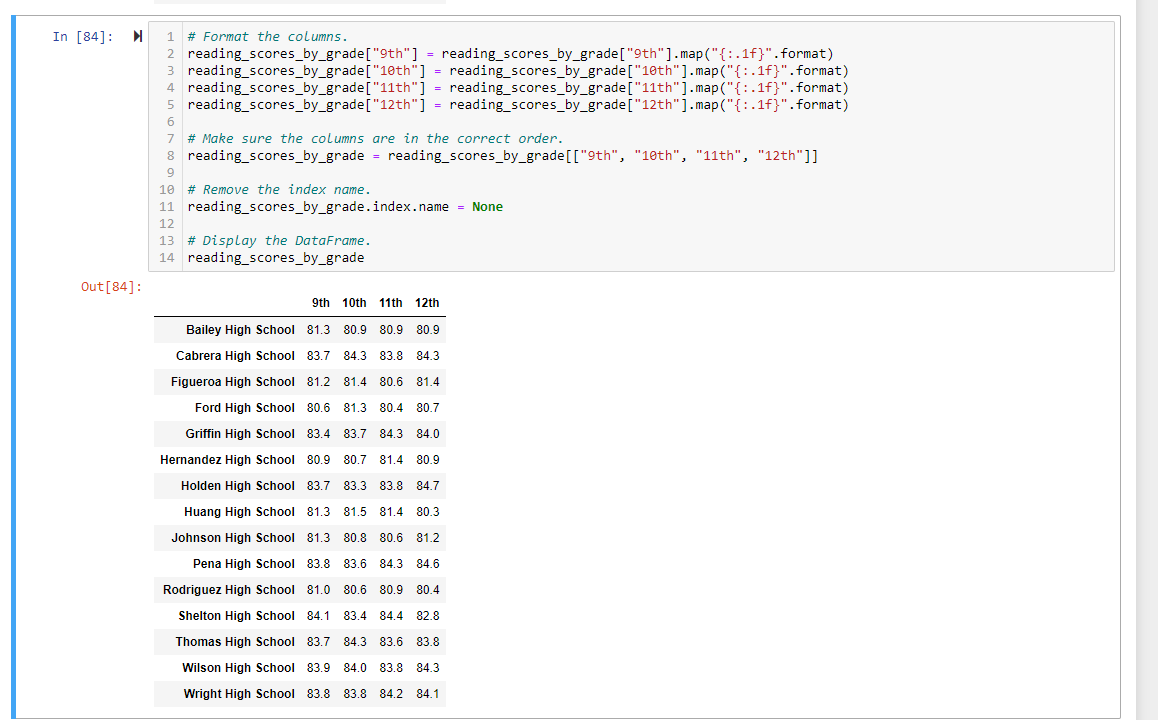 In [84]:
1 # Format the columns.
2 reading_scores_by_grade["9th"] = reading_scores_by_grade["9th"].map("{:.1f}".format)
3 reading_scores_by_grade["10th"] = reading_scores_by_grade["10th"].map("{:.1f}".format)
4 reading_scores_by_grade["11th"] = reading_scores_by_grade["11th"].map("{:.1f}".format)
5 reading_scores_by_grade["12th"] = reading_scores_by_grade["12th"].map("{:.1f}".format)
6
7 # Make sure the columns are in the correct order.
8 reading_scores_by_grade = reading_scores_by_grade[["9th", "10th", "11th", "12th"]]
9
10 # Remove the index name.
11 reading_scores_by_grade.index.name = None
12
13 # Display the DataFrame.
14 reading_scores_by_grade
Out[84]:
9th 10th 11th 12th
Bailey High School 81.3 80.9 80.9 80.9
Cabrera High School 83.7 84.3 83.8 84.3
Figueroa High School 81.2 81.4 80.6 81.4
Ford High School 80.6 81.3 80.4 80.7
Griffin High School 83.4 83.7 84.3 84.0
Hernandez High School 80.9 80.7 81.4 80.9
Holden High School 83.7 83.3 83.8 84.7
Huang High School 81.3 81.5 81.4 80.3
Johnson High School 81.3 80.8 80.6 81.2
Pena High School 83.8 83.6 84.3 84.6
Rodriguez High School 81.0 80.6 80.9 80.4
Shelton High School 84.1 83.4 84.4 82.8
Thomas High School 83.7 84.3 83.6 83.8
Wilson High School 83.9 84.0 83.8 84.3
Wright High School 83.8 83.8 84.2 84.1